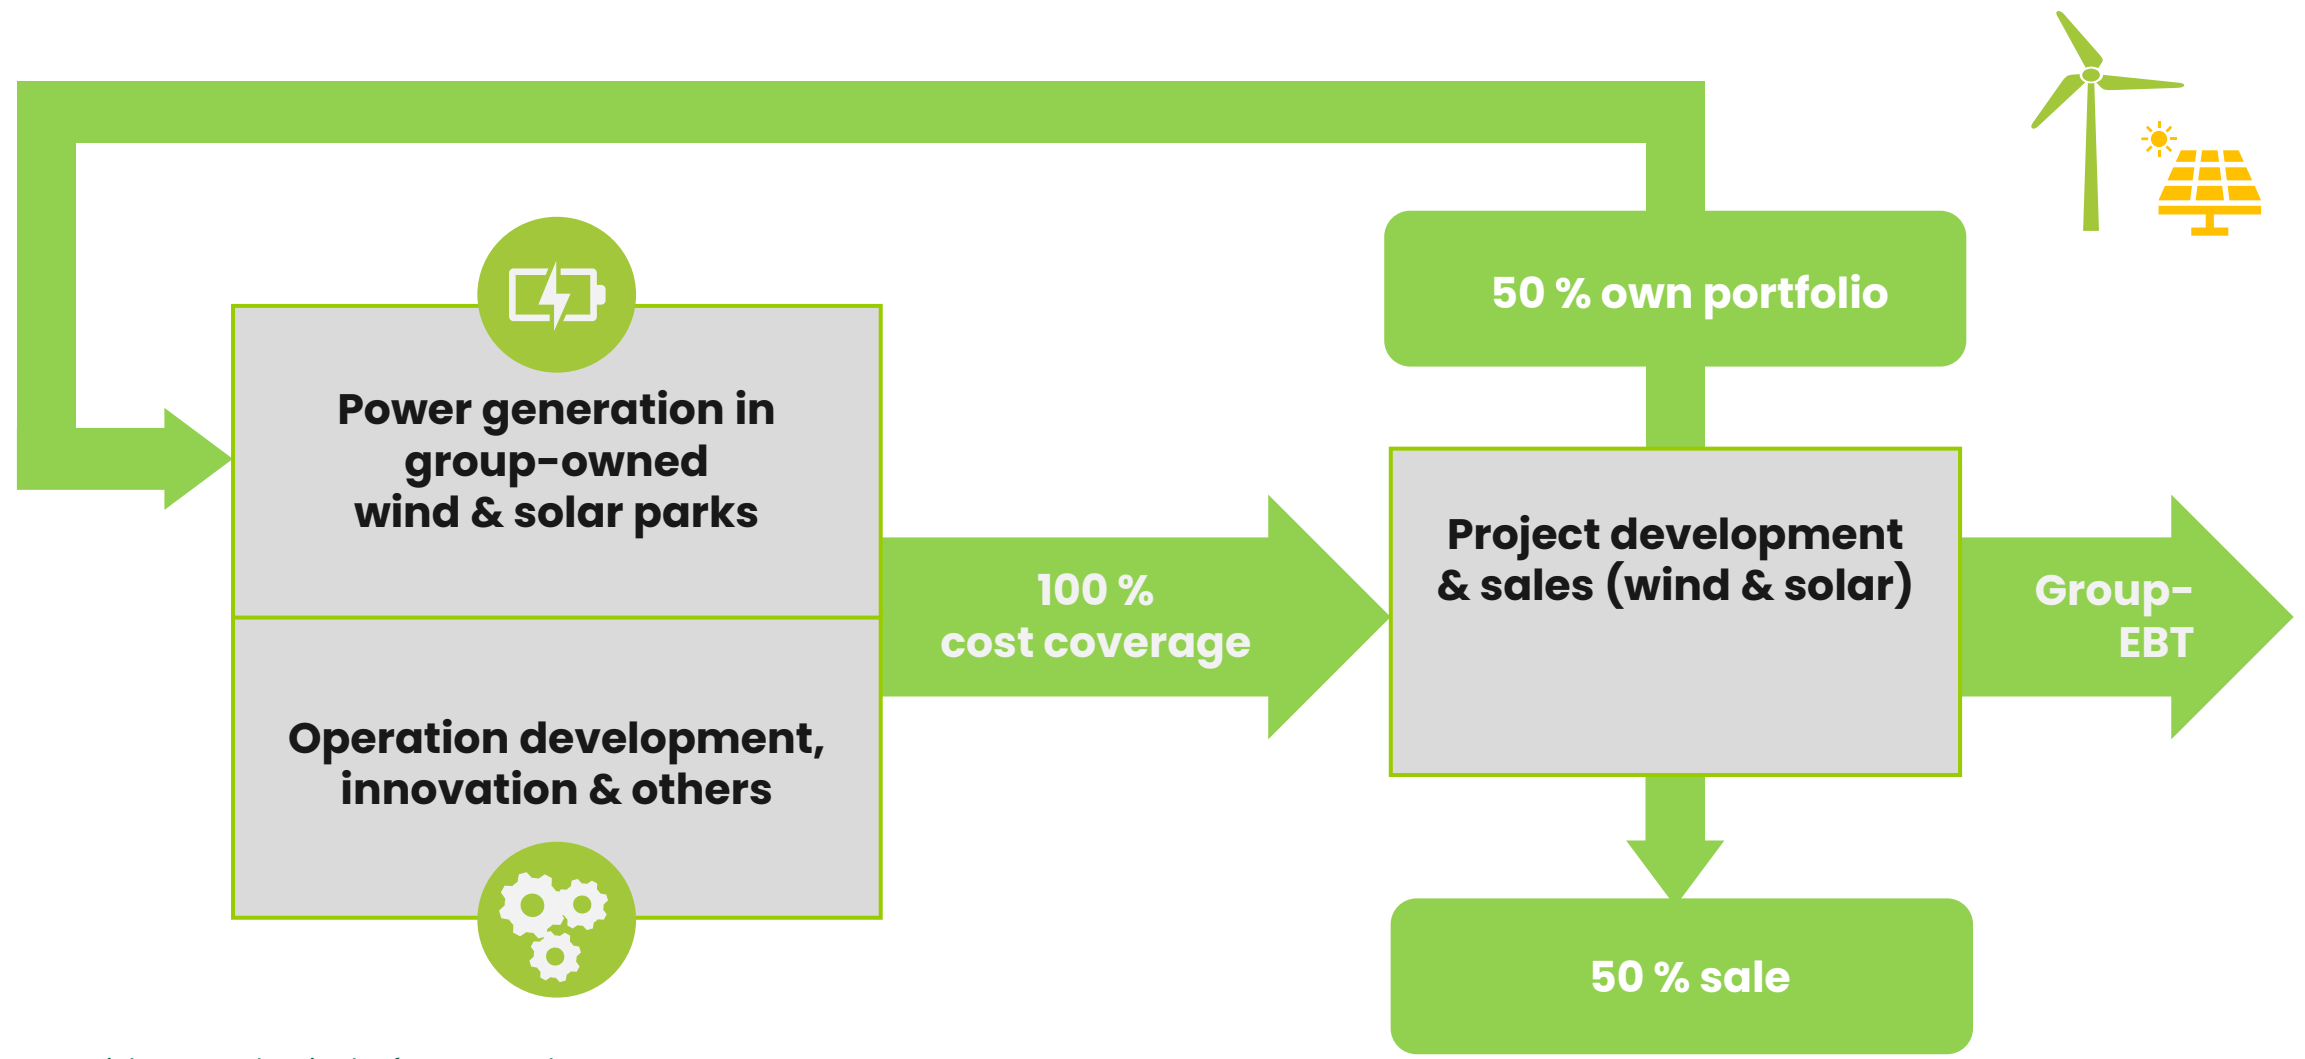 50 % own portfolio
Power generation in
group-owned
wind & solar parks
100 %
cost coverage
Project development
& sales (wind & solar)
Group-
EBT
Operation development,
innovation & others
50 % sale